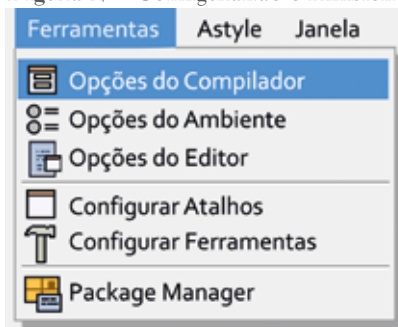 Ferramentas Astyle Janela
Opções do Compilador
Opções do Ambiente
Opções do Editor
Configurar Atalhos
Configurar Ferramentas
Package Manager